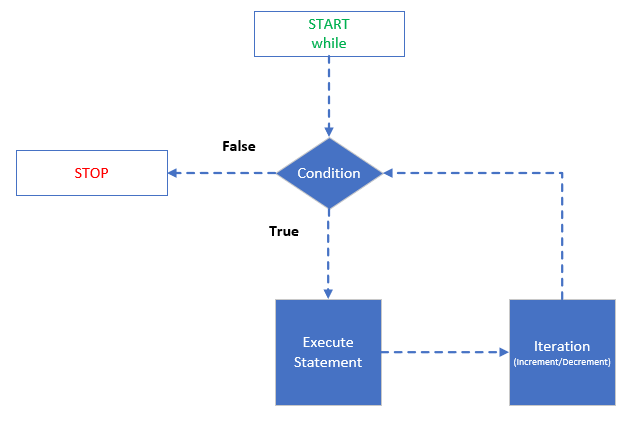 START
while
False
STOP
Condition
True
Execute
Statement
Iteration
(Increment/Decrement)